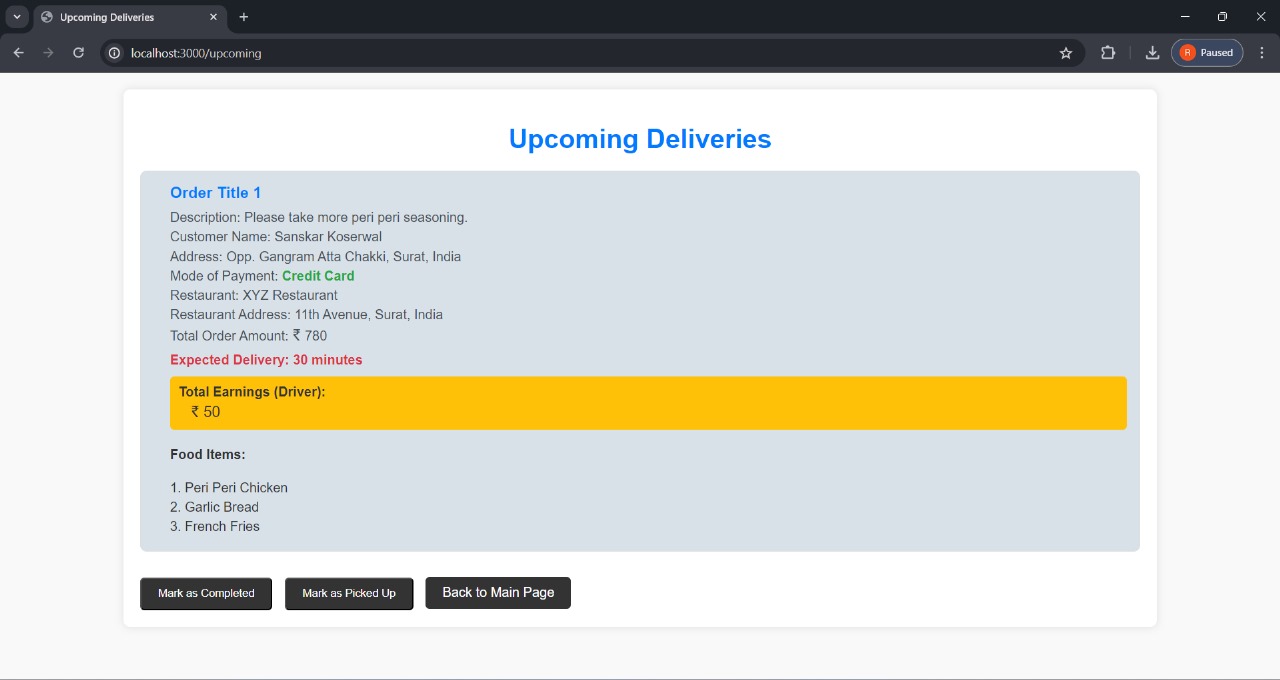 Upcoming Deliveries
localhost:3000/upcoming
R Paused
Upcoming Deliveries
Order Title 1
Description: Please take more peri peri seasoning.
Customer Name: Sanskar Koserwal
Address: Opp. Gangram Atta Chakki, Surat, India
Mode of Payment: Credit Card
Restaurant: XYZ Restaurant
Restaurant Address: 11th Avenue, Surat, India
Total Order Amount: ₹ 780
Expected Delivery: 30 minutes
Total Earnings (Driver):
₹ 50
Food Items:
1. Peri Peri Chicken
2. Garlic Bread
3. French Fries
Mark as Completed Mark as Picked Up Back to Main Page